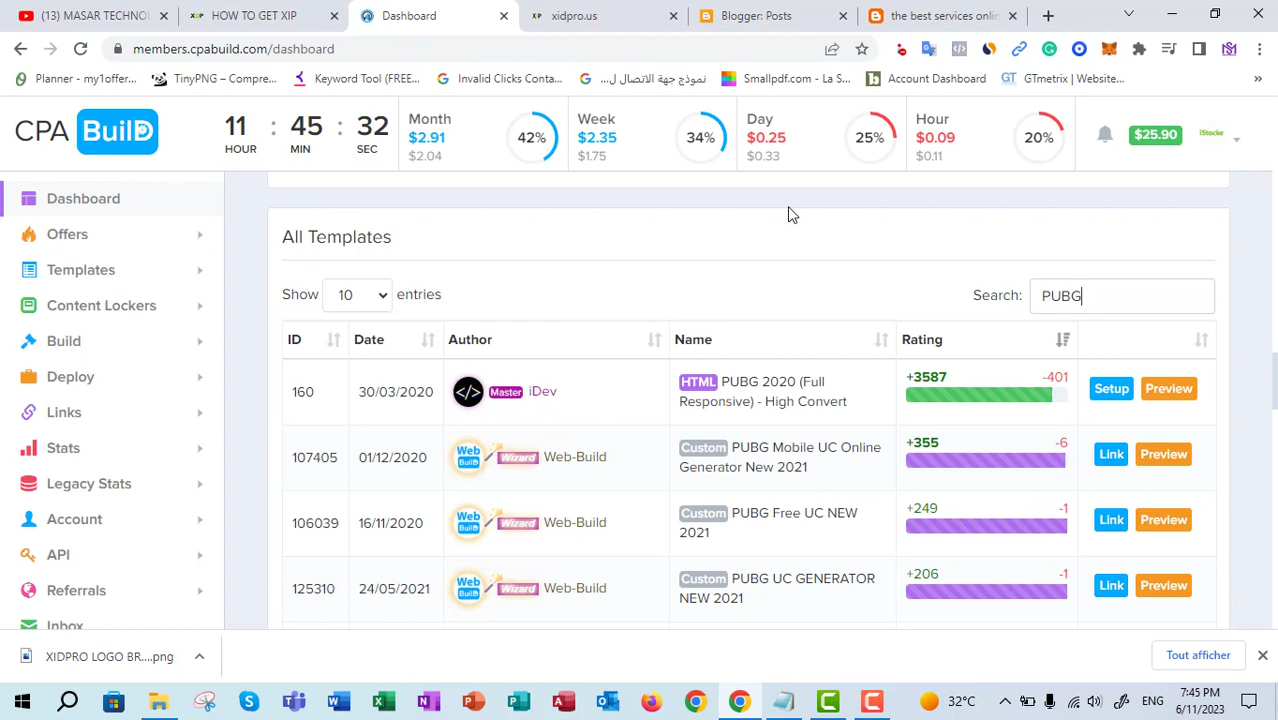 (13) MASAR TECHNOL
HOW TO GET XIP
Dashboard
xidpro.us
Blogger: Posts
the best services onlin
members.cpabuild.com/dashboard
Planner - my1offer...
TinyPNG – Compre...
Keyword Tool (FREE...
Invalid Clicks Conta...
نموذج جهة الاتصال ل...
Smallpdf.com - La S...
Account Dashboard
GTmetrix | Website...
»
CPA BuilD
11 : 45 : 32
HOUR MIN SEC
Month
$2.91
$2.04
42%
Week
$2.35
$1.75
34%
Day
$0.25
$0.33
25%
Hour
$0.09
$0.11
20%
$25.90
iStocke
Dashboard
Offers
Templates
Content Lockers
Build
Deploy
Links
Stats
Legacy Stats
Account
API
Referrals
Inbox
All Templates
Show 10 entries
Search: PUBG
ID Date Author Name Rating
160 30/03/2020 </> Master iDev HTML PUBG 2020 (Full Responsive) - High Convert +3587 -401 Setup Preview
107405 01/12/2020 Web BuilD Wizard Web-Build Custom PUBG Mobile UC Online Generator New 2021 +355 -6 Link Preview
106039 16/11/2020 Web BuilD Wizard Web-Build Custom PUBG Free UC NEW 2021 +249 -1 Link Preview
125310 24/05/2021 Web BuilD Wizard Web-Build Custom PUBG UC GENERATOR NEW 2021 +206 -1 Link Preview
XIDPRO LOGO BR....png
Tout afficher
32°C
ENG
7:45 PM
6/11/2023